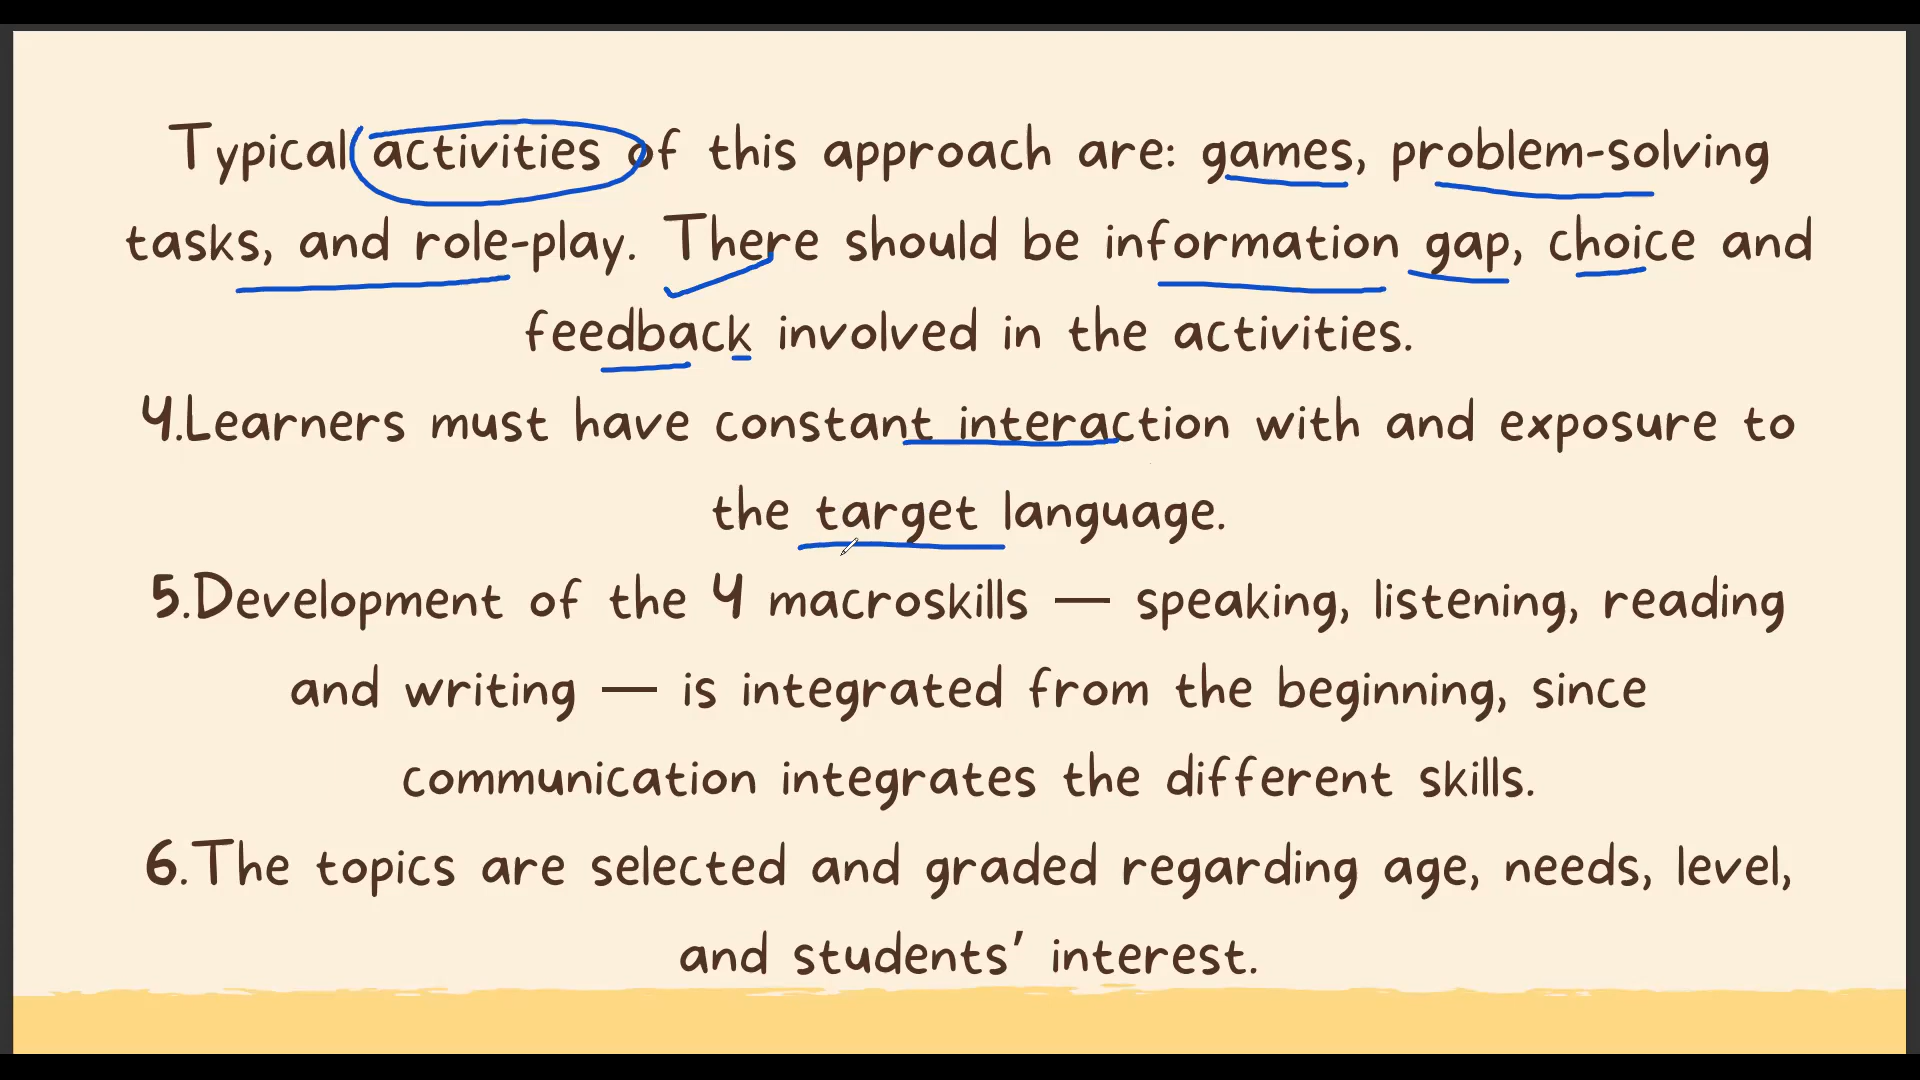 Typical activities of this approach are: games, problem-solving
tasks, and role-play. There should be information gap, choice and
feedback involved in the activities.
4.Learners must have constant interaction with and exposure to
the target language.
5.Development of the 4 macroskills — speaking, listening, reading
and writing — is integrated from the beginning, since
communication integrates the different skills.
6.The topics are selected and graded regarding age, needs, level,
and students’ interest.